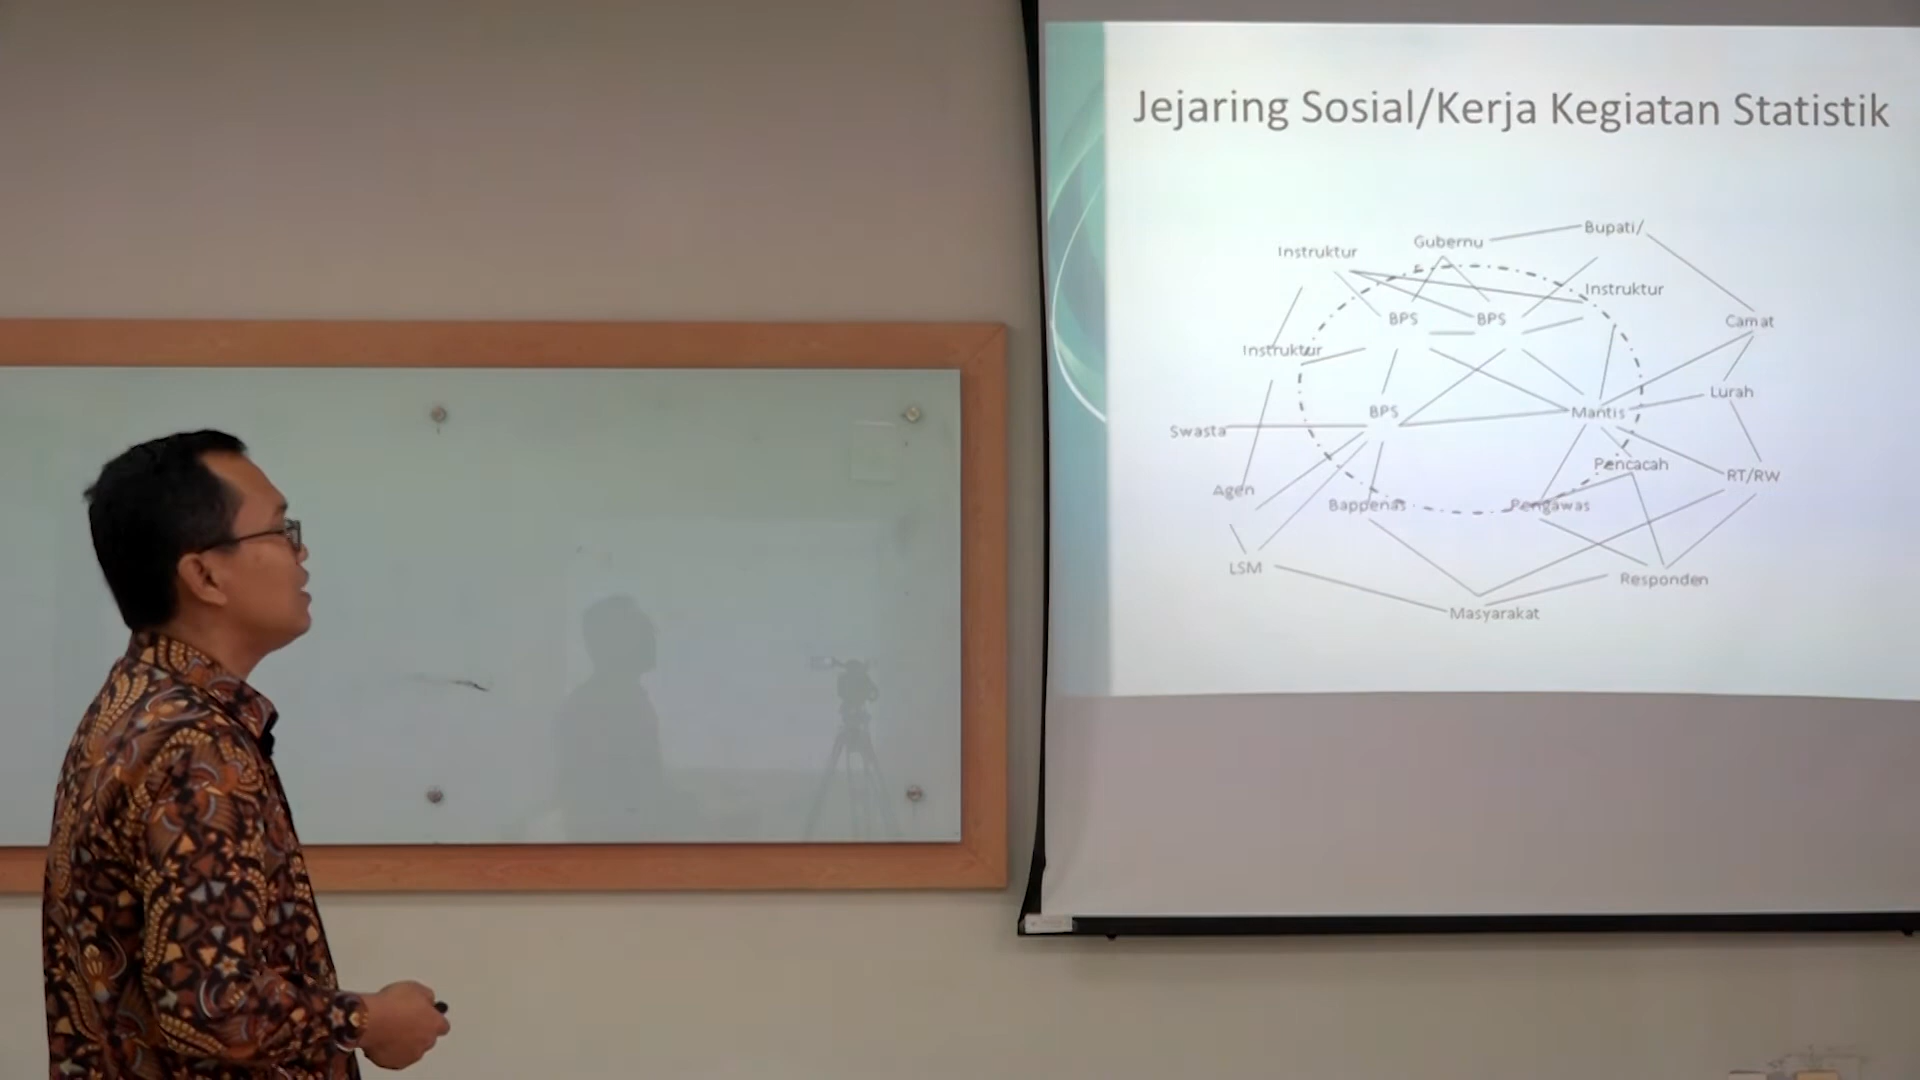 Jejaring Sosial/Kerja Kegiatan Statistik
Bupati/
Gubernu
Instruktur
Instruktur
BPS
BPS
Camat
Instruktur
Lurah
BPS
Mantis
Swasta
Pencacah
RT/RW
Agen
Bappenas
Pengawas
LSM
Responden
Masyarakat